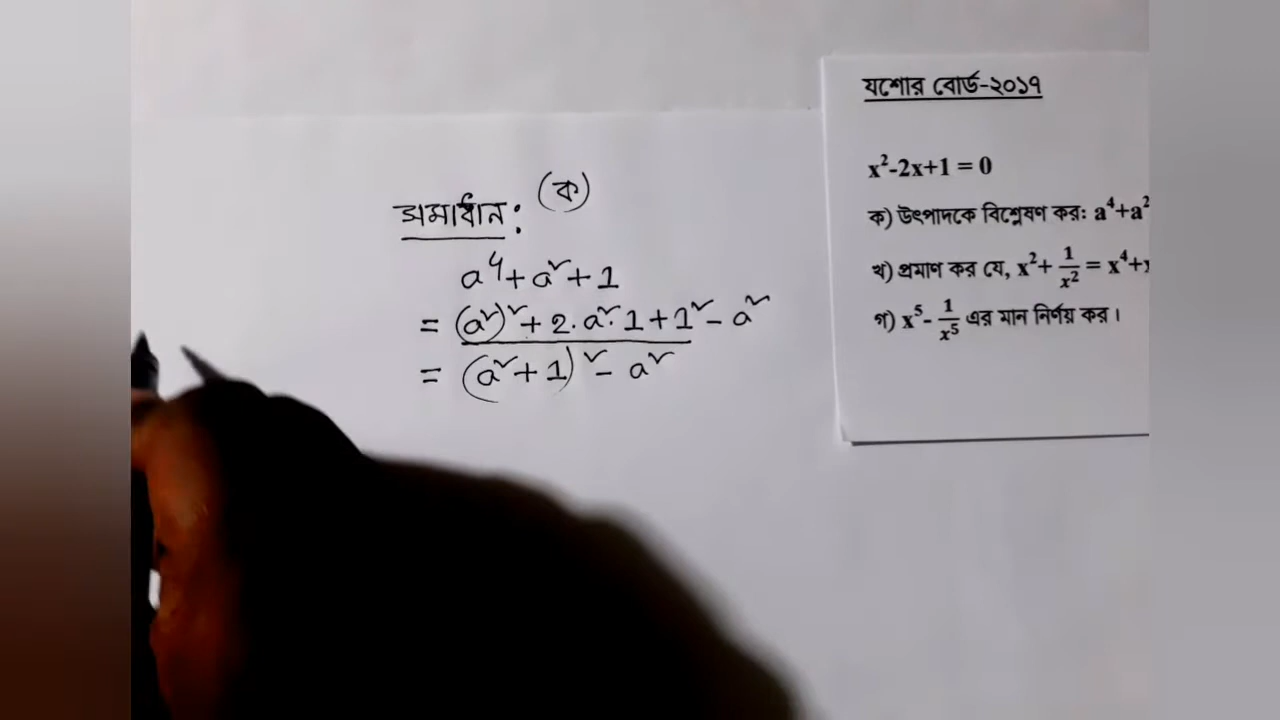 সমাধান: (ক)
a⁴+a²+1
= (a²)²+2·a²·1+1²-a²
= (a²+1)²-a²
যশোর বোর্ড-২০১৭
x²-2x+1 = 0
ক) উৎপাদকে বিশ্লেষণ কর: a⁴+a²
খ) প্রমাণ কর যে, x²+ 1/x² = x⁴+
গ) x⁵- 1/x⁵ এর মান নির্ণয় কর।